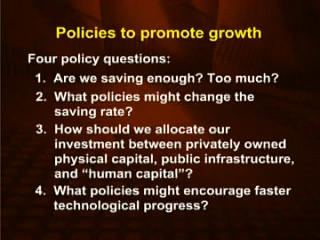 Policies to promote growth
Four policy questions:
1. Are we saving enough? Too much?
2. What policies might change the
saving rate?
3. How should we allocate our
investment between privately owned
physical capital, public infrastructure,
and “human capital”?
4. What policies might encourage faster
technological progress?